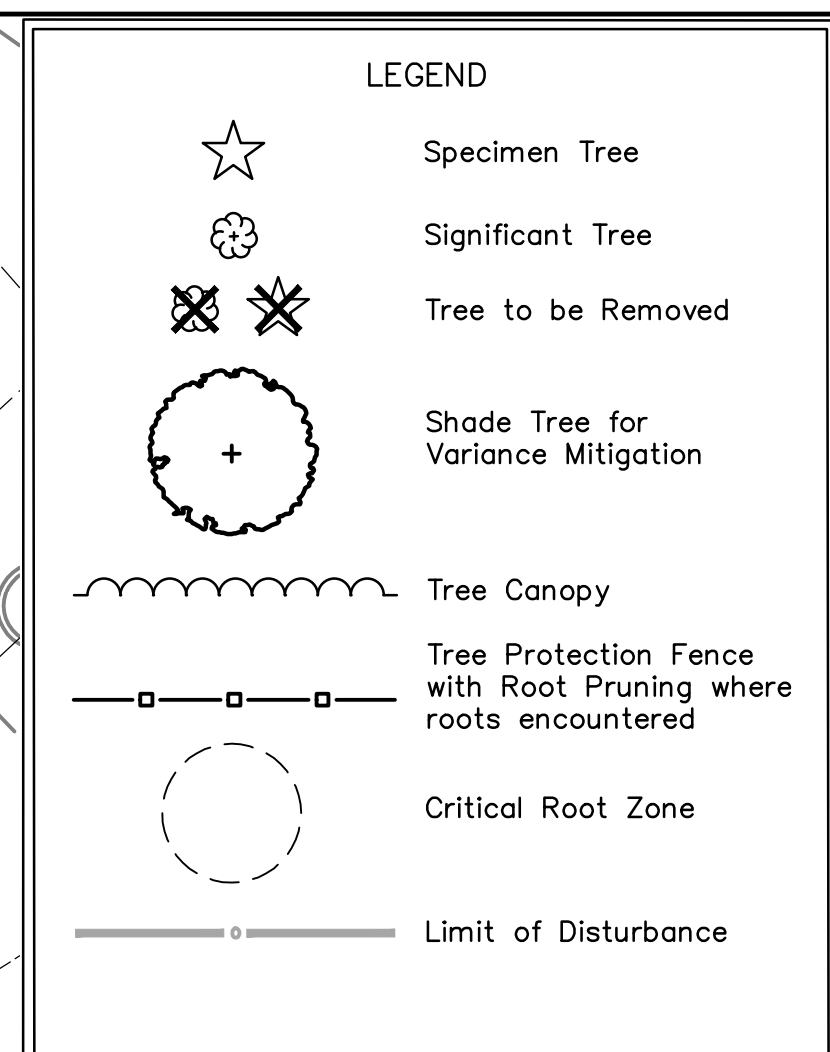 LEGEND
Specimen Tree
Significant Tree
Tree to be Removed
Shade Tree for
Variance Mitigation
Tree Canopy
Tree Protection Fence
with Root Pruning where
roots encountered
Critical Root Zone
Limit of Disturbance